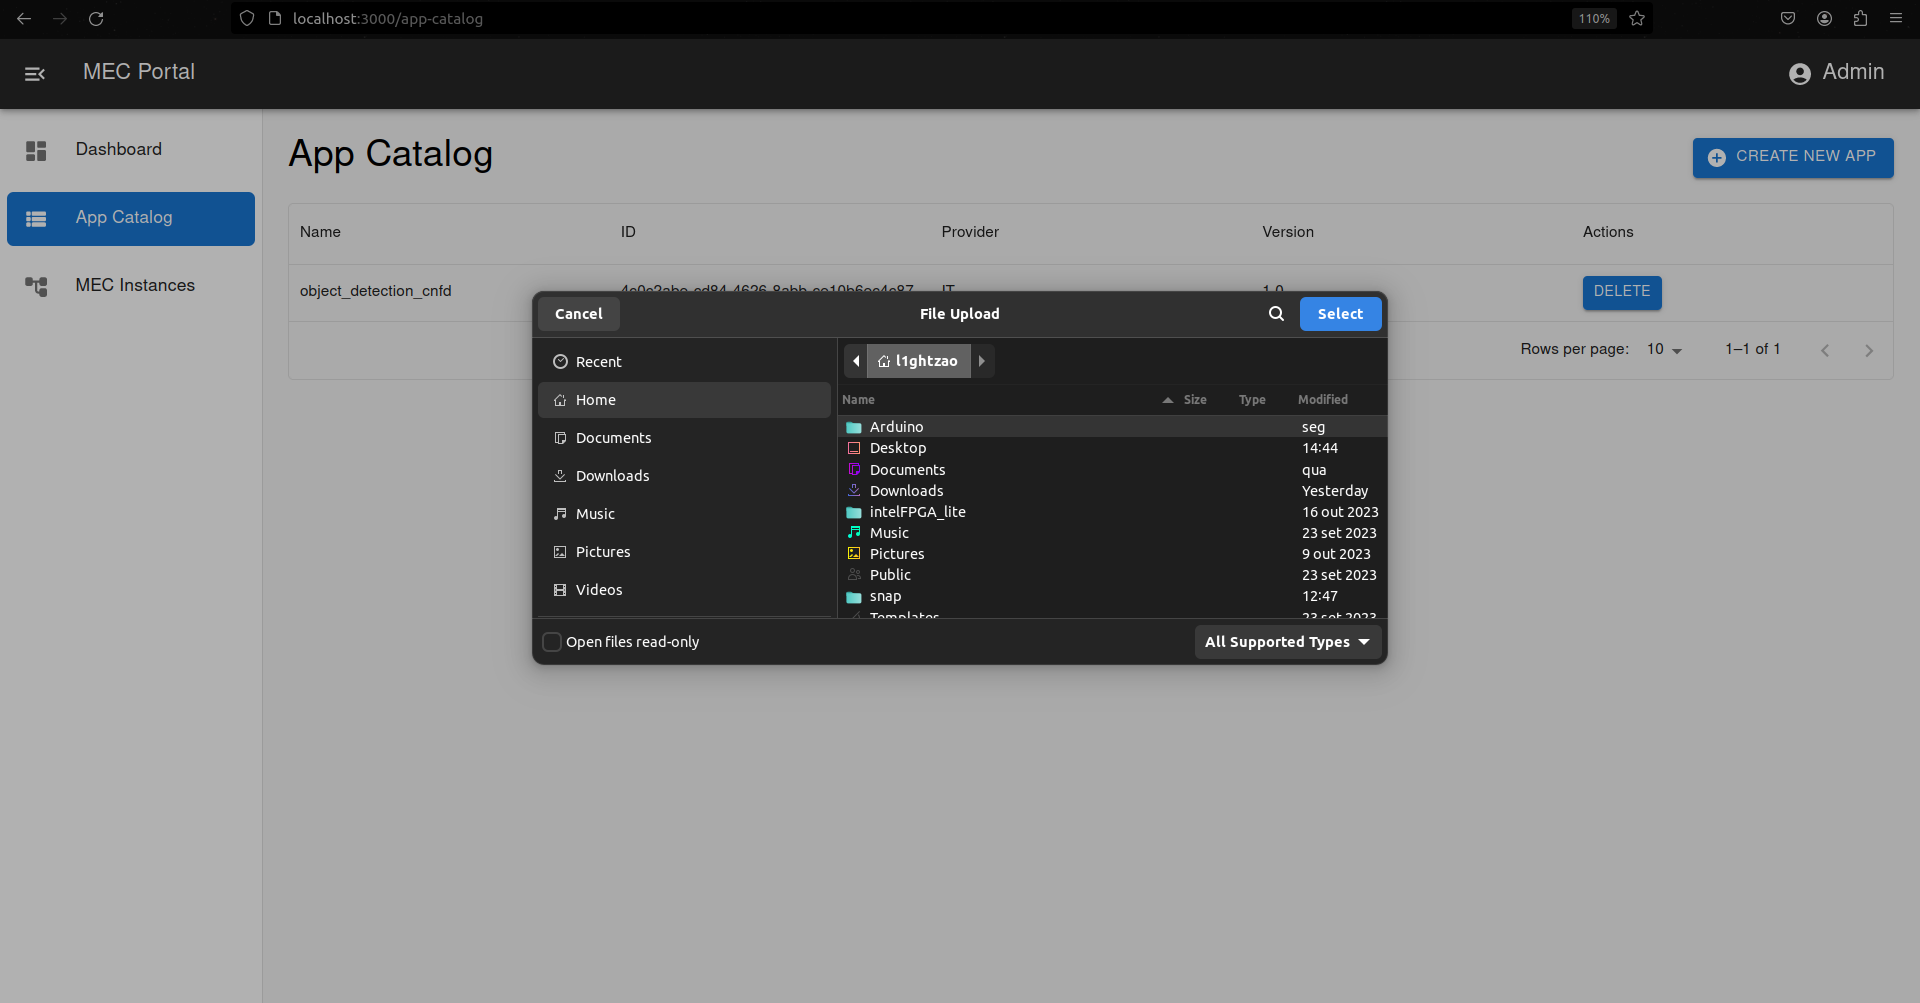 localhost:3000/app-catalog
110%
MEC Portal
Admin
Dashboard
App Catalog
MEC Instances
App Catalog
CREATE NEW APP
Name ID Provider Version Actions
object_detection_cnfd IT 1.0 DELETE
Rows per page: 10 1–1 of 1
Cancel File Upload Select
Recent
Home
Documents
Downloads
Music
Pictures
Videos
l1ghtzao
Name Size Type Modified
Arduino seg
Desktop 14:44
Documents qua
Downloads Yesterday
intelFPGA_lite 16 out 2023
Music 23 set 2023
Pictures 9 out 2023
Public 23 set 2023
snap 12:47
Templates 23 set 2023
Open files read-only
All Supported Types